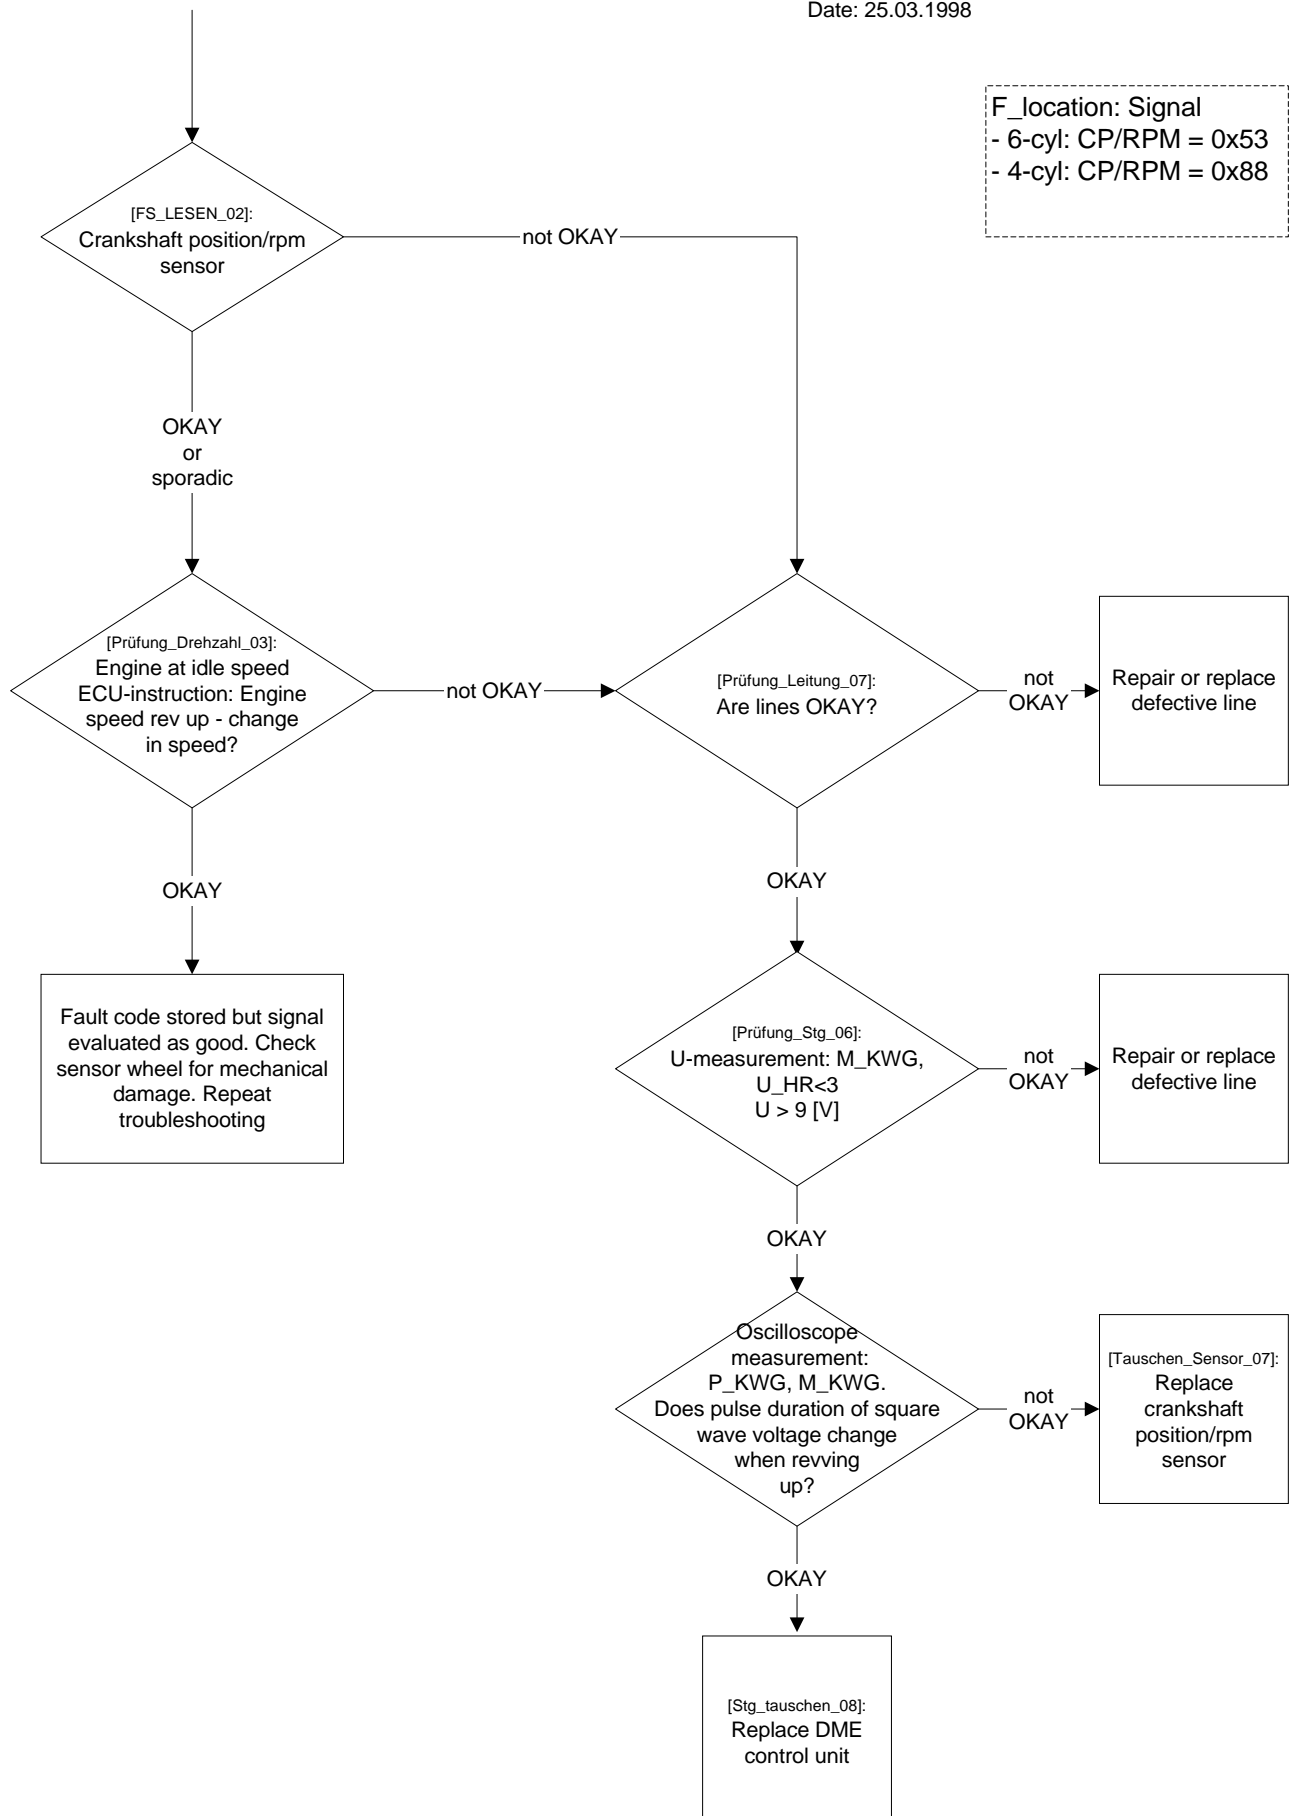 Date: 25.03.1998
F_location: Signal
- 6-cyl: CP/RPM = 0x53
- 4-cyl: CP/RPM = 0x88
[FS_LESEN_02]:
Crankshaft position/rpm
sensor
not OKAY
OKAY
or
sporadic
[Prüfung_Drehzahl_03]:
Engine at idle speed
ECU-instruction: Engine
speed rev up - change
in speed?
not OKAY
[Prüfung_Leitung_07]:
Are lines OKAY?
not
OKAY
Repair or replace
defective line
OKAY
OKAY
Fault code stored but signal
evaluated as good. Check
sensor wheel for mechanical
damage. Repeat
troubleshooting
[Prüfung_Stg_06]:
U-measurement: M_KWG,
U_HR<3
U > 9 [V]
not
OKAY
Repair or replace
defective line
OKAY
Oscilloscope
measurement:
P_KWG, M_KWG.
Does pulse duration of square
wave voltage change
when revving
up?
not
OKAY
[Tauschen_Sensor_07]:
Replace
crankshaft
position/rpm
sensor
OKAY
[Stg_tauschen_08]:
Replace DME
control unit